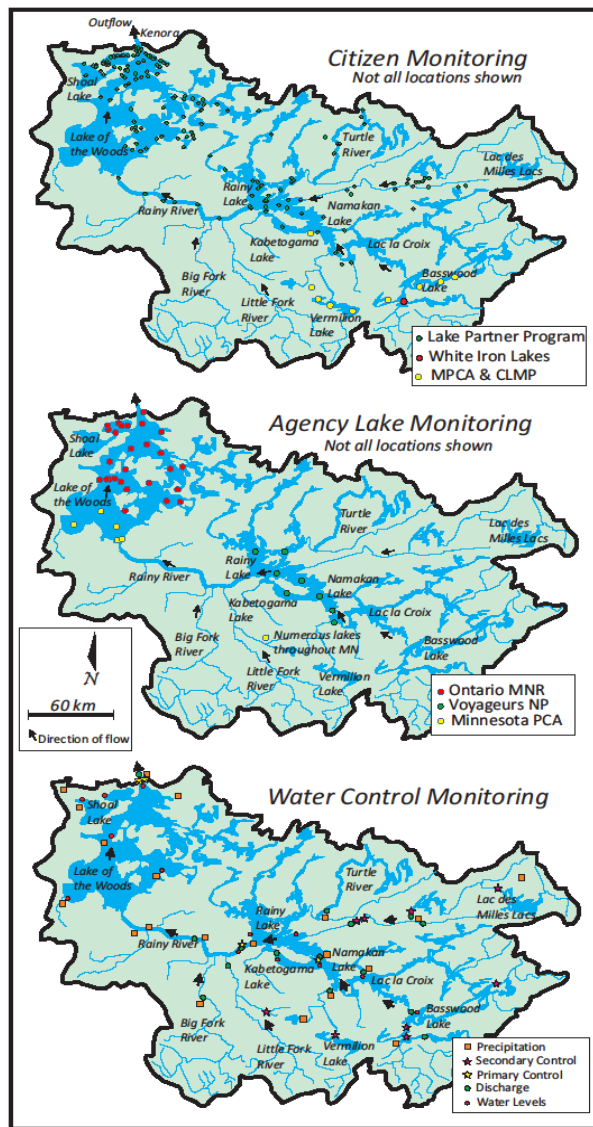 Outflow
Kenora
Citizen Monitoring
Not all locations shown
Shoal
Lake
Lake of
the Woods
Turtle
River
Lac des
Milles Lacs
Rainy
Lake
Rainy River
Namakan
Lake
Kabetogama
Lake
Lac la Croix
Big Fork
River
Basswood
Lake
Little Fork
River
Vermilion
Lake
Lake Partner Program
White Iron Lakes
MPCA & CLMP
Agency Lake Monitoring
Not all locations shown
Shoal
Lake
Lake of
the Woods
Turtle
River
Lac des
Milles Lacs
Rainy
Lake
Rainy River
Namakan
Lake
Kabetogama
Lake
Lac la Croix
Big Fork
River
Numerous lakes
throughout MN
Basswood
Lake
Little Fork
River
Vermilion
Lake
N
60 km
Direction of flow
Ontario MNR
Voyageurs NP
Minnesota PCA
Water Control Monitoring
Shoal
Lake
Lake of
the Woods
Turtle
River
Lac des
Milles Lacs
Rainy
Lake
Rainy River
Namakan
Lake
Kabetogama
Lake
Lac la Croix
Big Fork
River
Basswood
Lake
Little Fork
River
Vermilion
Lake
Precipitation
Secondary Control
Primary Control
Discharge
Water Levels